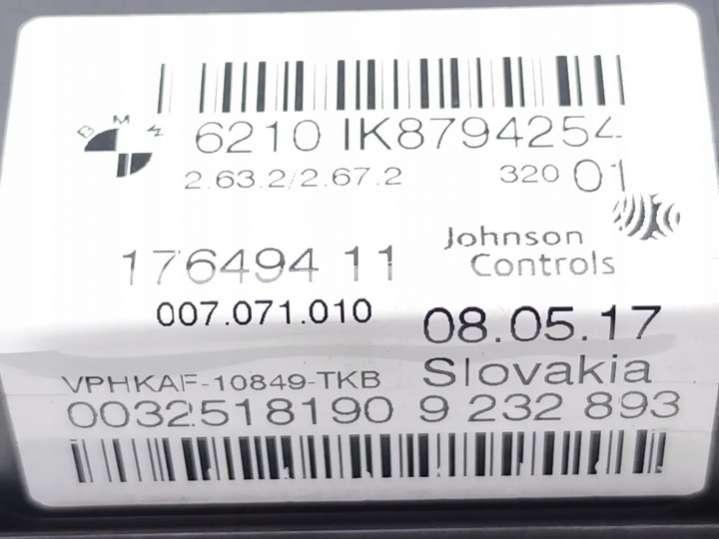 BMW
6210 IK8794254
2.63.2/2.67.2 320 01
Johnson
Controls
176494 11
007.071.010
08.05.17
VPHKAF-10849-TKB Slovakia
0032518190 9 232 893